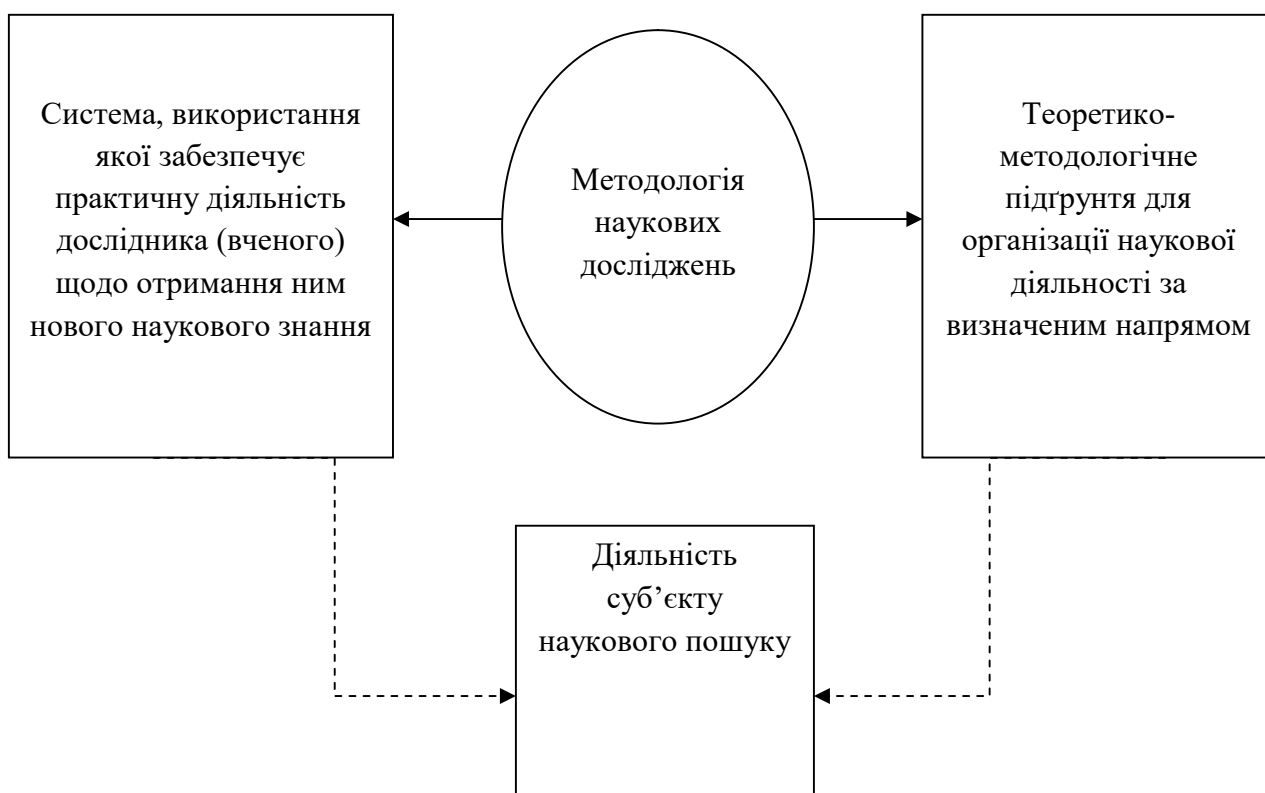 Система, використання
якої забезпечує
практичну діяльність
дослідника (вченого)
щодо отримання ним
нового наукового знання
Методологія
наукових
досліджень
Теоретико-
методологічне
підґрунтя для
організації наукової
діяльності за
визначеним напрямом
Діяльність
суб’єкту
наукового пошуку